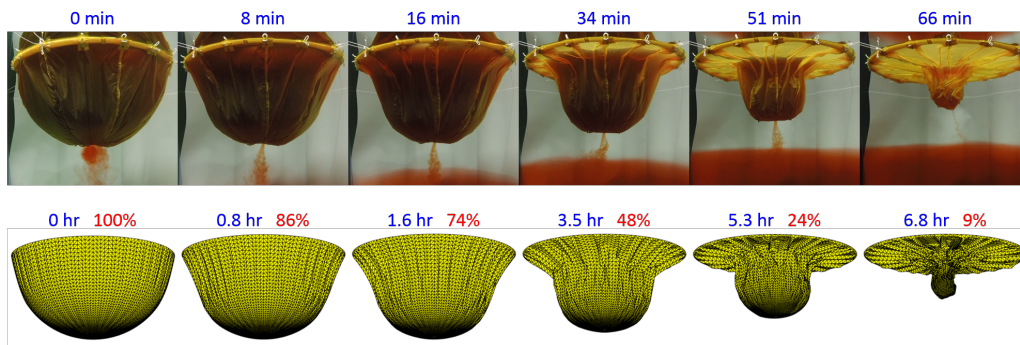 0 min 8 min 16 min 34 min 51 min 66 min
0 hr 100% 0.8 hr 86% 1.6 hr 74% 3.5 hr 48% 5.3 hr 24% 6.8 hr 9%